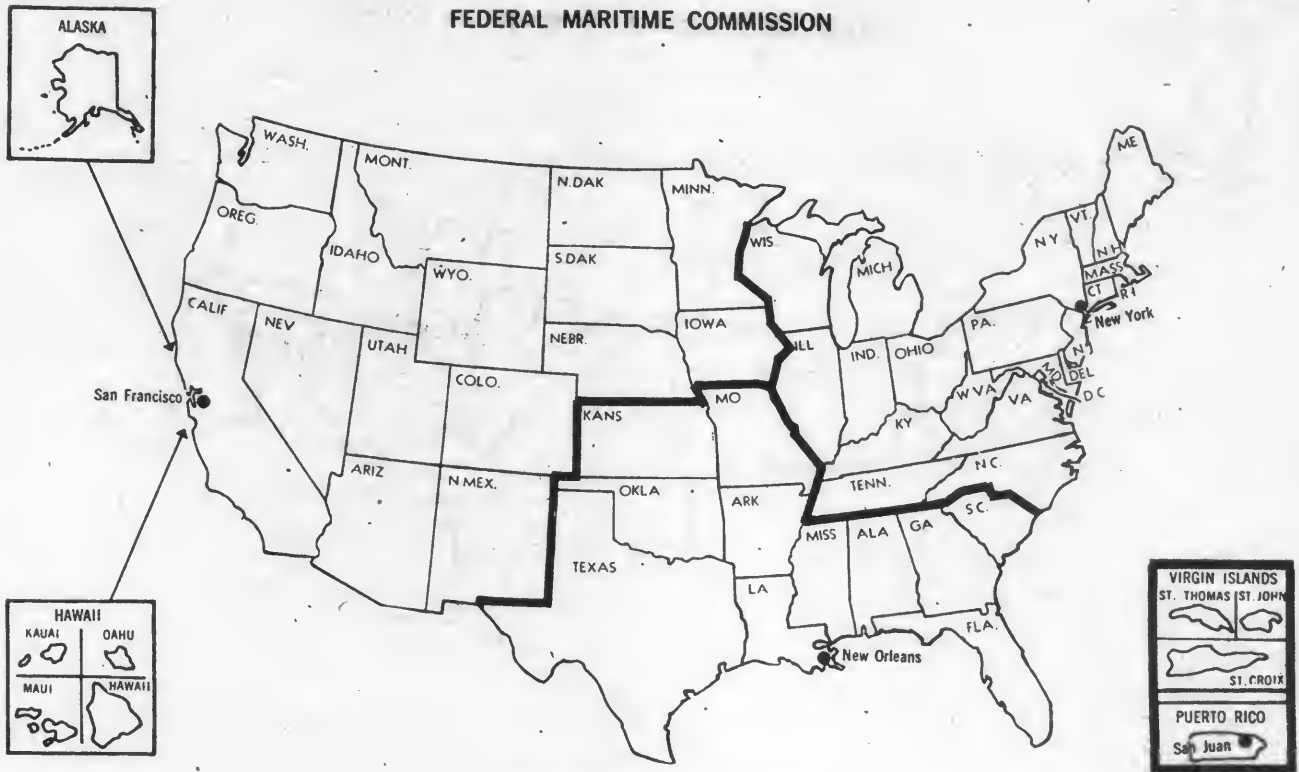 FEDERAL MARITIME COMMISSION
ALASKA
WASH.
MONT.
N.DAK
MINN.
ME
OREG.
IDAHO
WYO.
S.DAK
WIS.
MICH
N Y
VT.
N H
MASS
CT
R I
New York
CALIF
NEV
UTAH
COLO.
NEBR.
IOWA
ILL
IND.
OHIO
PA.
N J
MD
DEL
D C
W VA
VA
San Francisco
KANS
MO
KY
ARIZ
N MEX.
OKLA
ARK
TENN.
N.C.
S.C.
TEXAS
LA
MISS
ALA
GA
FLA.
New Orleans
HAWAII
KAUAI
OAHU
MAUI
HAWAII
VIRGIN ISLANDS
ST. THOMAS
ST. JOHN
ST. CROIX
PUERTO RICO
San Juan